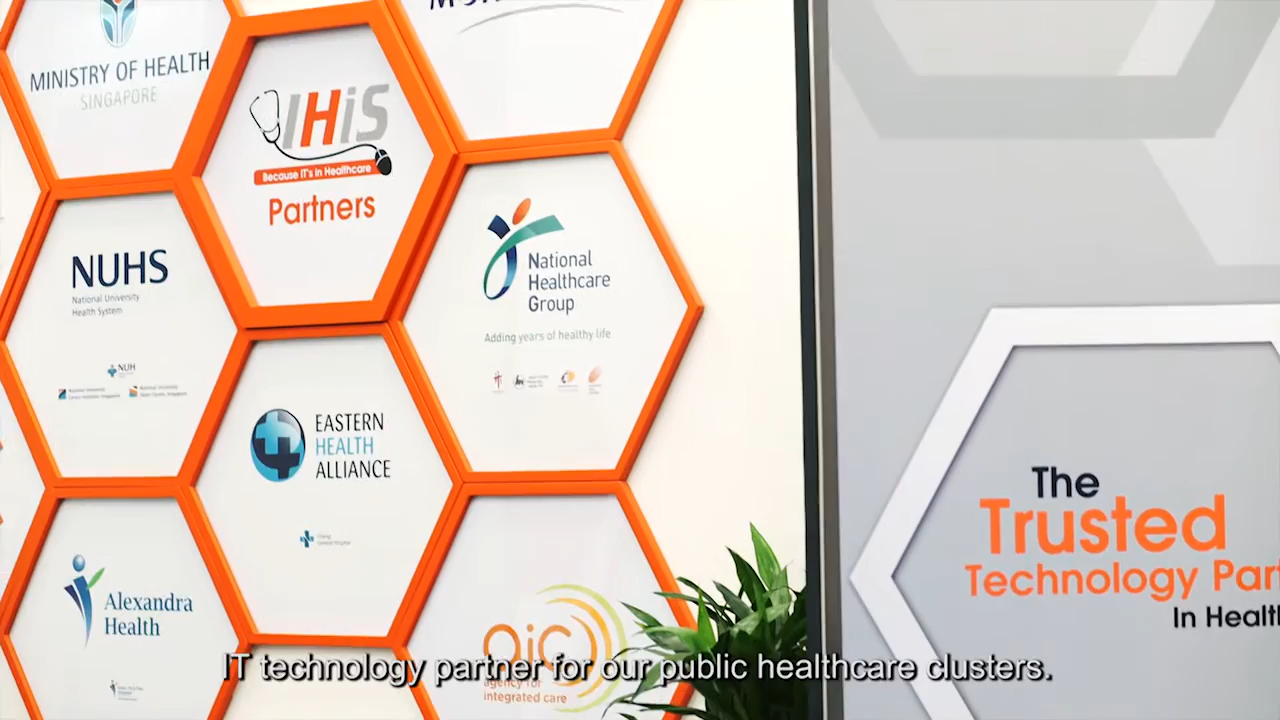 MINISTRY OF HEALTH
SINGAPORE
IHiS
Because IT's in Healthcare
Partners
NUHS
National University
Health System
NUH
National Healthcare Group
Adding years of healthy life
EASTERN
HEALTH
ALLIANCE
Alexandra
Health
aic
agency for
integrated care
The
Trusted
Technology Part
In Healt
IT technology partner for our public healthcare clusters.